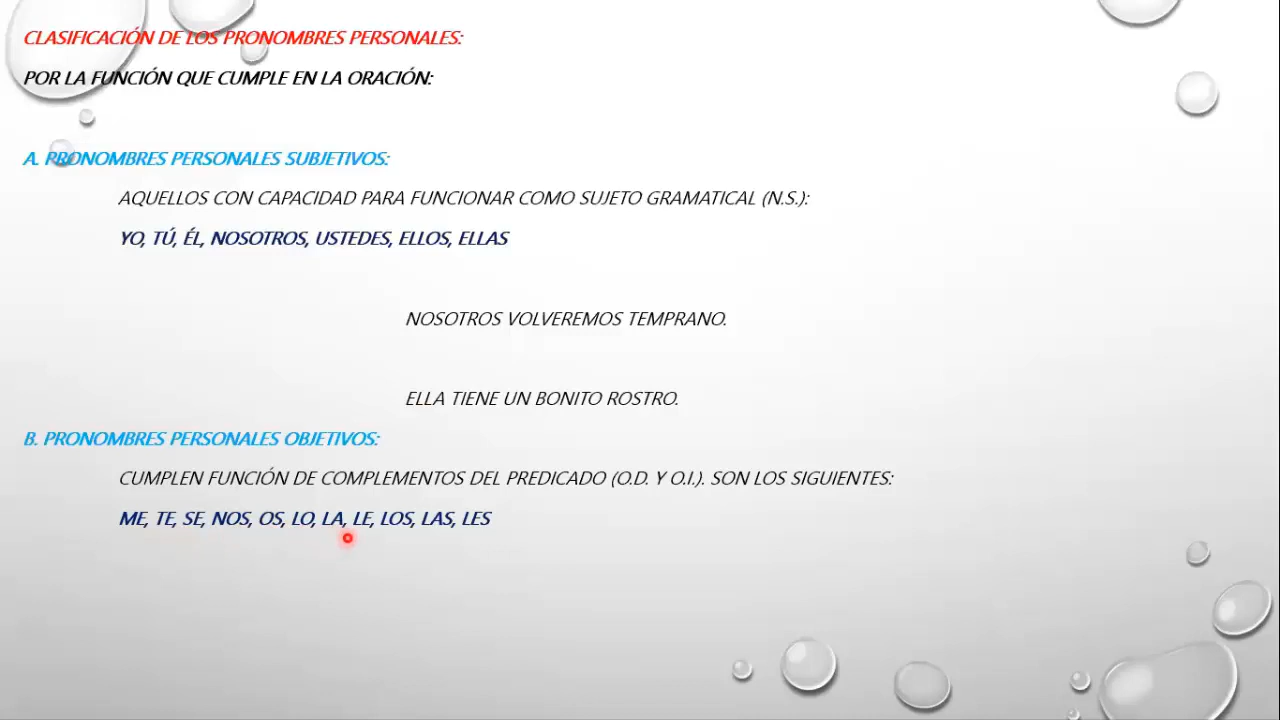 CLASIFICACIÓN DE LOS PRONOMBRES PERSONALES:
POR LA FUNCIÓN QUE CUMPLE EN LA ORACIÓN:
A. PRONOMBRES PERSONALES SUBJETIVOS:
AQUELLOS CON CAPACIDAD PARA FUNCIONAR COMO SUJETO GRAMATICAL (N.S.):
YO, TÚ, ÉL, NOSOTROS, USTEDES, ELLOS, ELLAS
NOSOTROS VOLVEREMOS TEMPRANO.
ELLA TIENE UN BONITO ROSTRO.
B. PRONOMBRES PERSONALES OBJETIVOS:
CUMPLEN FUNCIÓN DE COMPLEMENTOS DEL PREDICADO (O.D. Y O.I.). SON LOS SIGUIENTES:
ME, TE, SE, NOS, OS, LO, LA, LE, LOS, LAS, LES